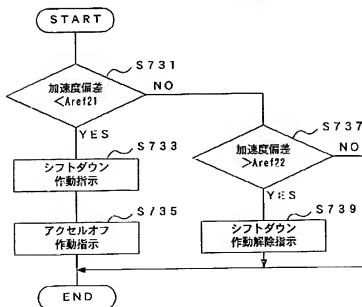 START
S731
加速度偏差
<Aref21
NO
YES
S733
シフトダウン
作動指示
S735
アクセルオフ
作動指示
S737
加速度偏差
>Aref22
NO
YES
S739
シフトダウン
作動解除指示
END